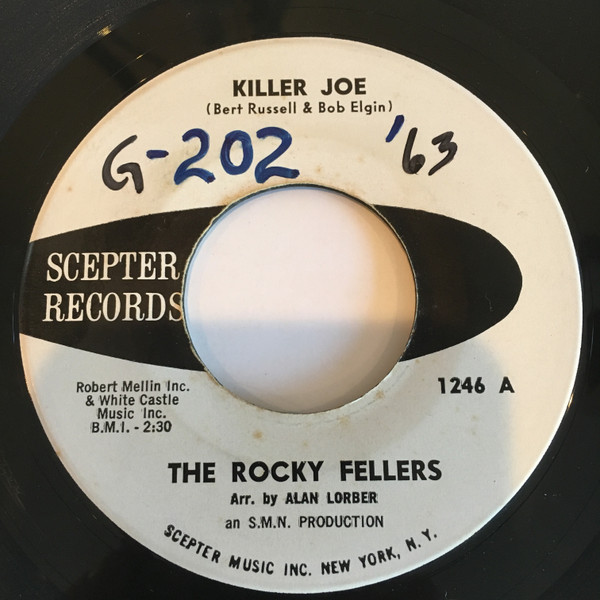 KILLER JOE
(Bert Russell & Bob Elgin)
G-202 '63
SCEPTER
RECORDS
Robert Mellin Inc.
& White Castle
Music Inc.
B.M.I. - 2:30
1246 A
THE ROCKY FELLERS
Arr. by ALAN LORBER
an S.M.N. PRODUCTION
SCEPTER MUSIC INC. NEW YORK, N. Y.